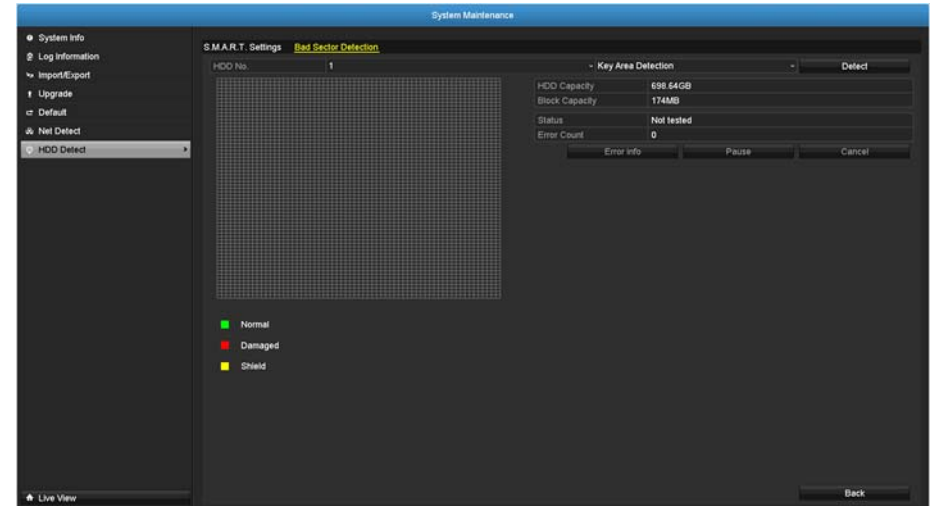 System Maintenance
System Info
Log Information
Import/Export
Upgrade
Default
Net Detect
HDD Detect
Live View
S.M.A.R.T. Settings Bad Sector Detection
HDD No. 1 Key Area Detection Detect
HDD Capacity 698.64GB
Block Capacity 174MB
Status Not tested
Error Count 0
Error info Pause Cancel
Normal
Damaged
Shield
Back